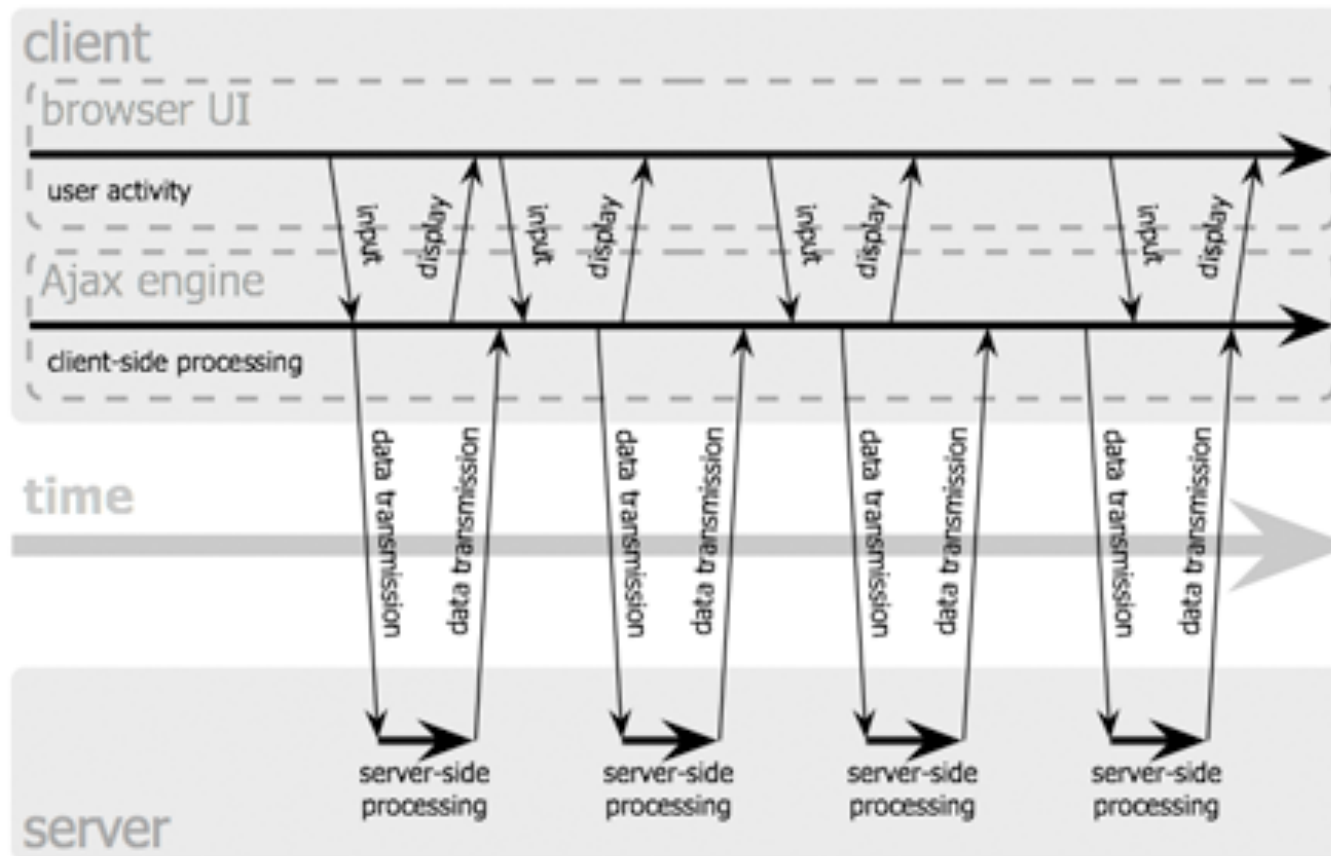 client
browser UI
user activity
input
display
input
display
input
display
input
display
Ajax engine
client-side processing
data transmission
data transmission
data transmission
data transmission
data transmission
data transmission
data transmission
data transmission
time
server-side
processing
server-side
processing
server-side
processing
server-side
processing
server